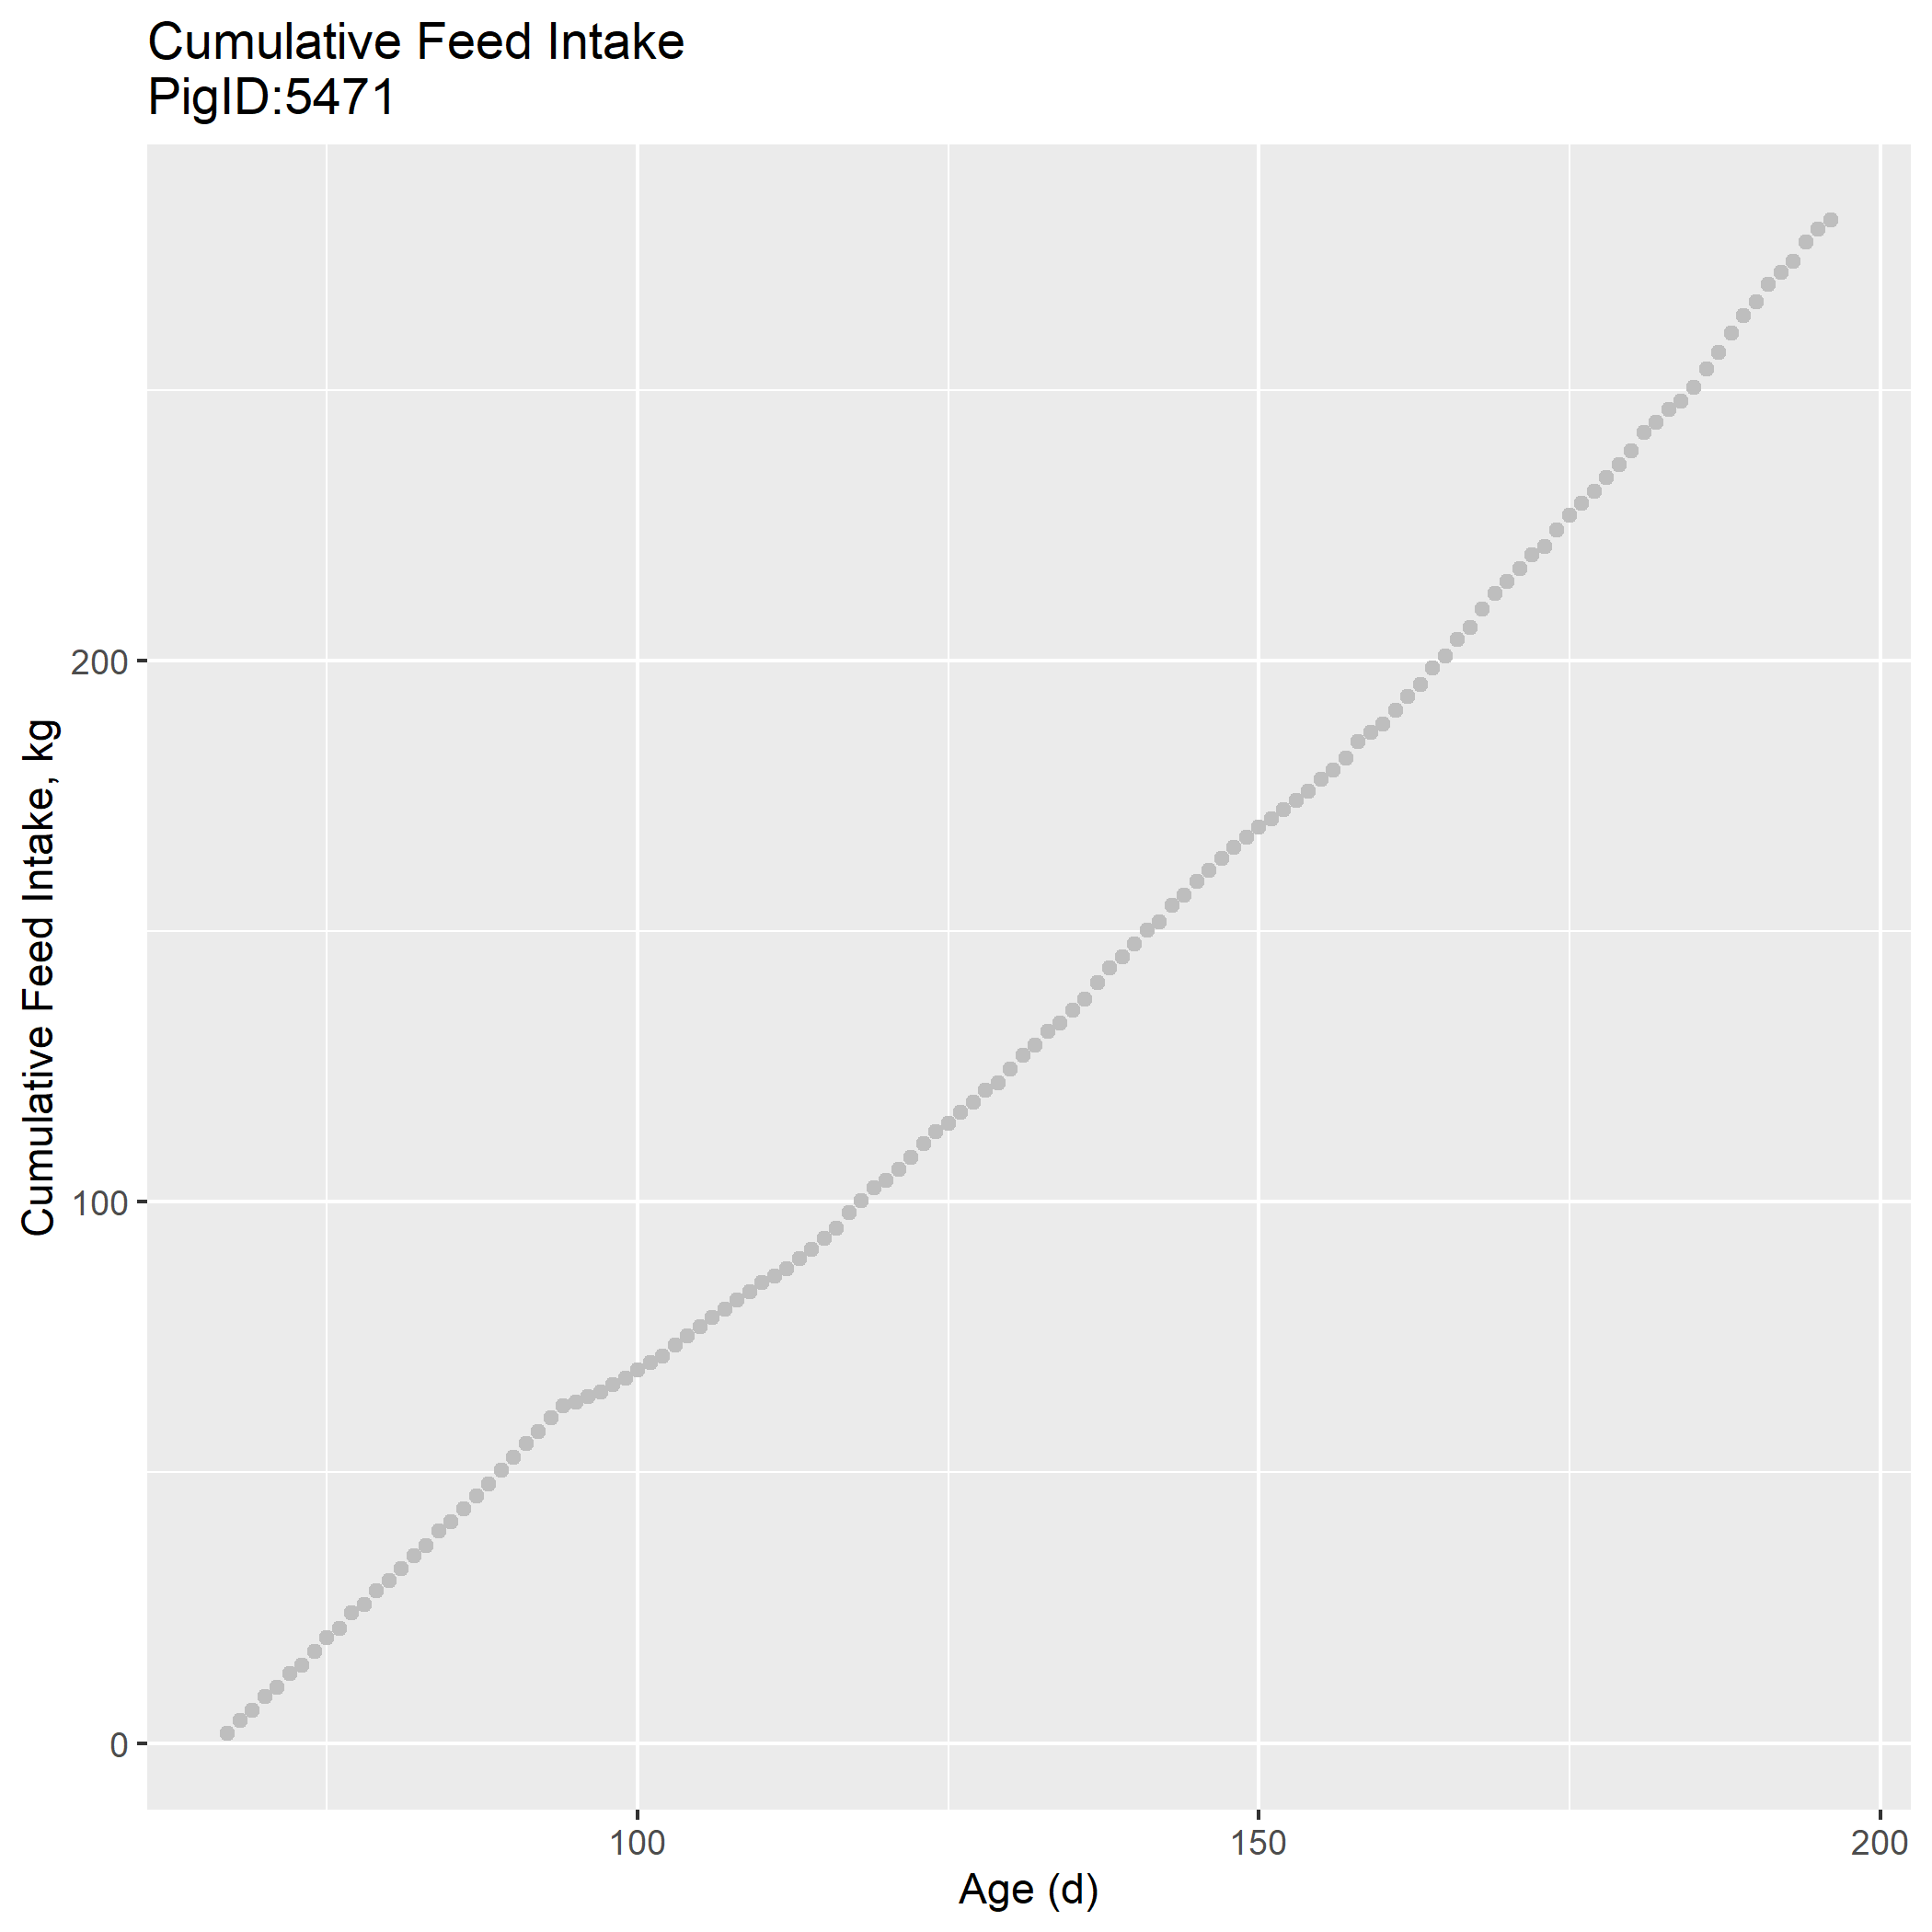 Cumulative Feed Intake
PigID:5471
Cumulative Feed Intake, kg
200
100
0
100
150
200
Age (d)